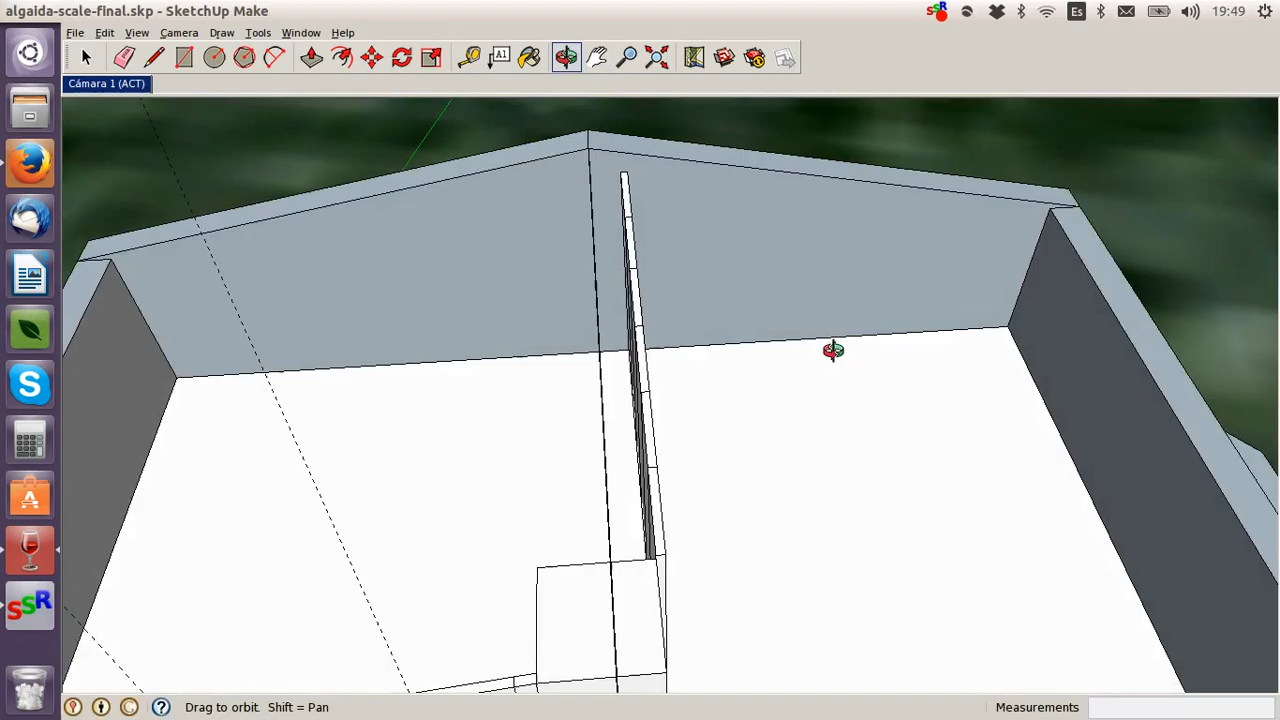 algaida-scale-final.skp - SketchUp Make
Es
19:49
File Edit View Camera Draw Tools Window Help
A1
Cámara 1 (ACT)
S
A
SSR
Drag to orbit. Shift = Pan
Measurements